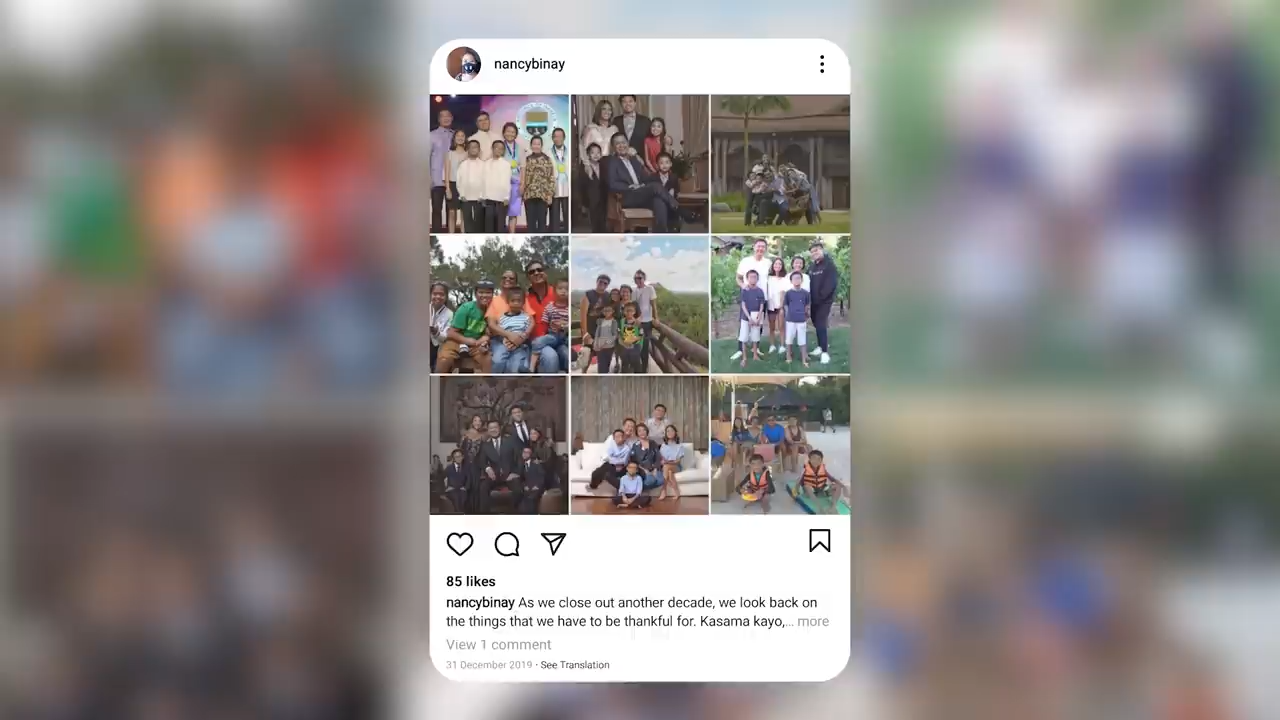 nancybinay
85 likes
nancybinay As we close out another decade, we look back on
the things that we have to be thankful for. Kasama kayo,... more
View 1 comment
31 December 2019 · See Translation